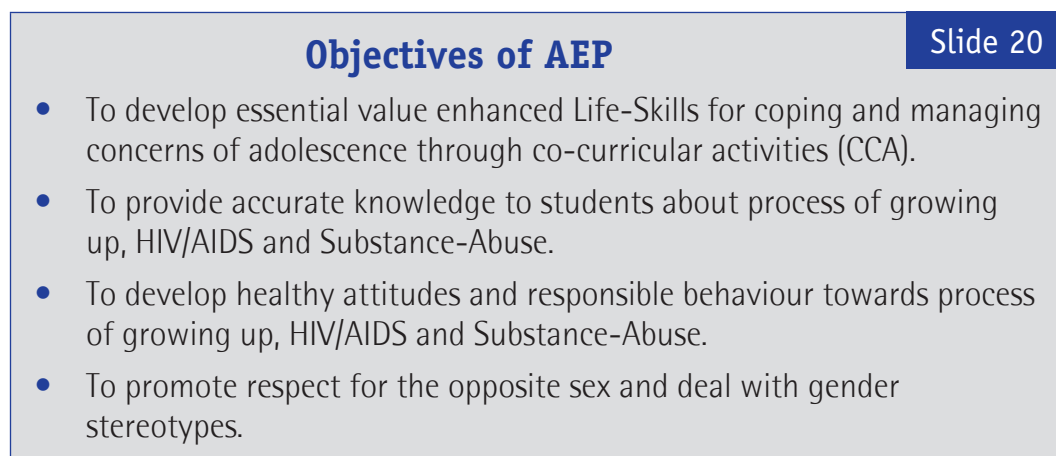 Objectives of AEP
Slide 20
• To develop essential value enhanced Life-Skills for coping and managing
concerns of adolescence through co-curricular activities (CCA).
• To provide accurate knowledge to students about process of growing
up, HIV/AIDS and Substance-Abuse.
• To develop healthy attitudes and responsible behaviour towards process
of growing up, HIV/AIDS and Substance-Abuse.
• To promote respect for the opposite sex and deal with gender
stereotypes.